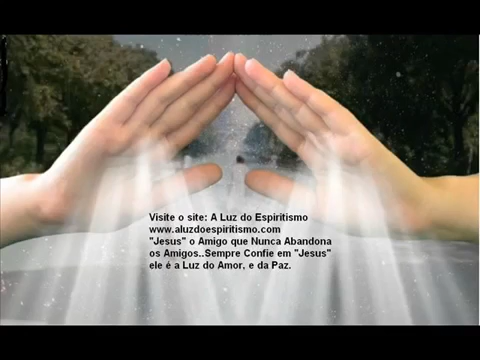 Visite o site: A Luz do Espiritismo
www.aluzdoespiritismo.com
"Jesus" o Amigo que Nunca Abandona
os Amigos..Sempre Confie em "Jesus"
ele é a Luz do Amor, e da Paz.